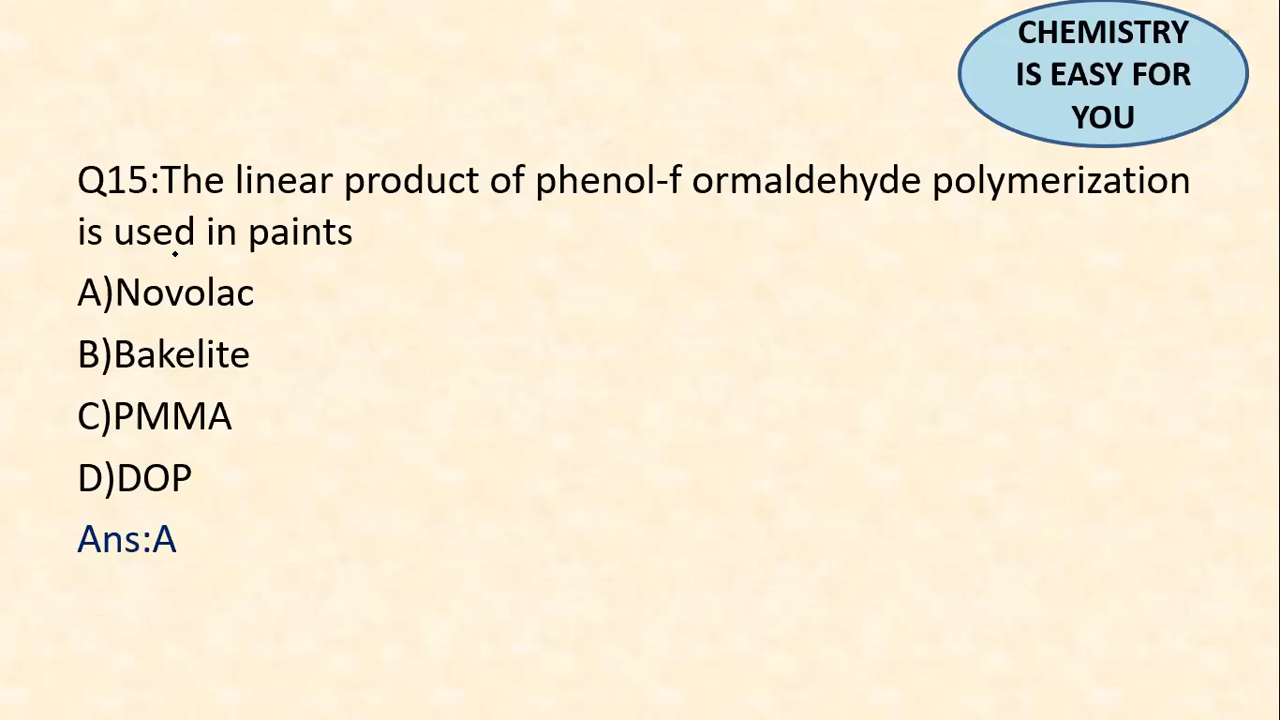 CHEMISTRY
IS EASY FOR
YOU
Q15:The linear product of phenol-f ormaldehyde polymerization
is used in paints
A)Novolac
B)Bakelite
C)PMMA
D)DOP
Ans:A